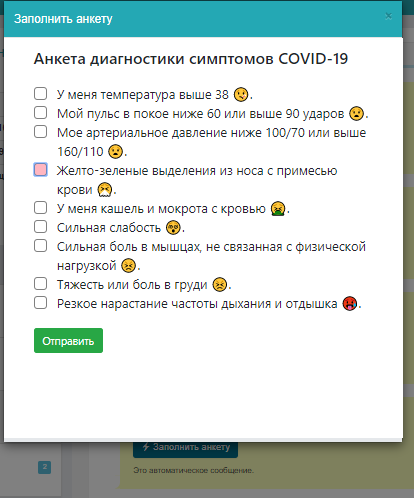 Заполнить анкету
×
Анкета диагностики симптомов COVID-19
У меня температура выше 38 🤒.
Мой пульс в покое ниже 60 или выше 90 ударов 😧.
Мое артериальное давление ниже 100/70 или выше
160/110 😧.
Желто-зеленые выделения из носа с примесью
крови 🤧.
У меня кашель и мокрота с кровью 🤮.
Сильная слабость 😵.
Сильная боль в мышцах, не связанная с физической
нагрузкой 😣.
Тяжесть или боль в груди 😣.
Резкое нарастание частоты дыхания и отдышка 🥵.
Отправить
Заполнить анкету
Это автоматическое сообщение.